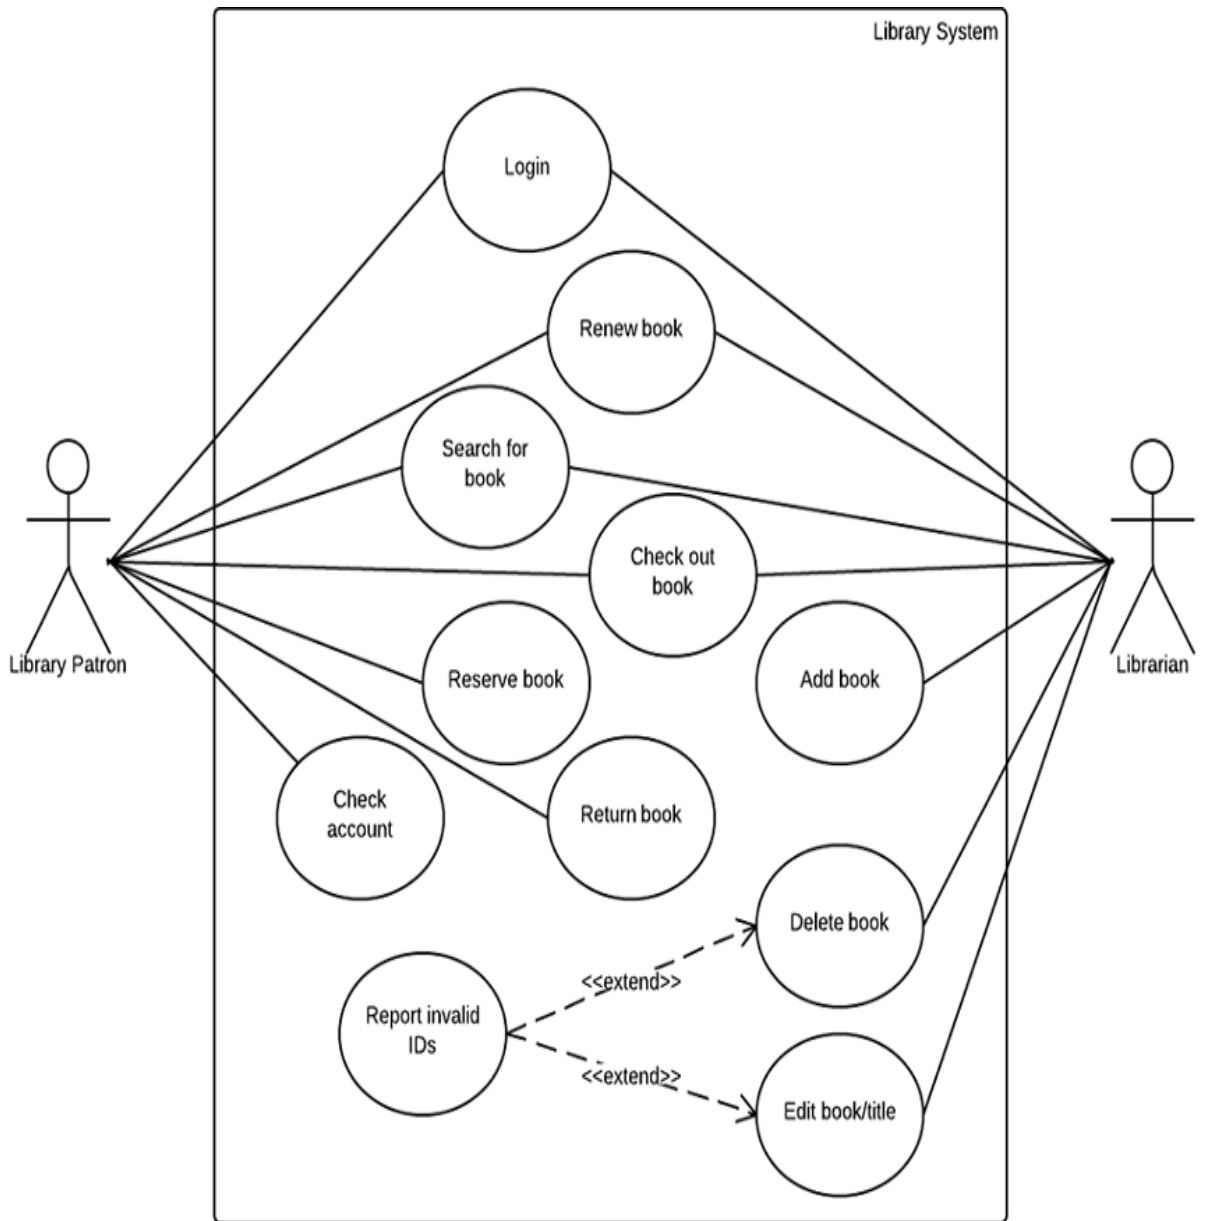 Library System
Login
Renew book
Search for
book
Check out
book
Library Patron
Librarian
Reserve book
Add book
Check
account
Return book
Delete book
<<extend>>
Report invalid
IDs
<<extend>>
Edit book/title